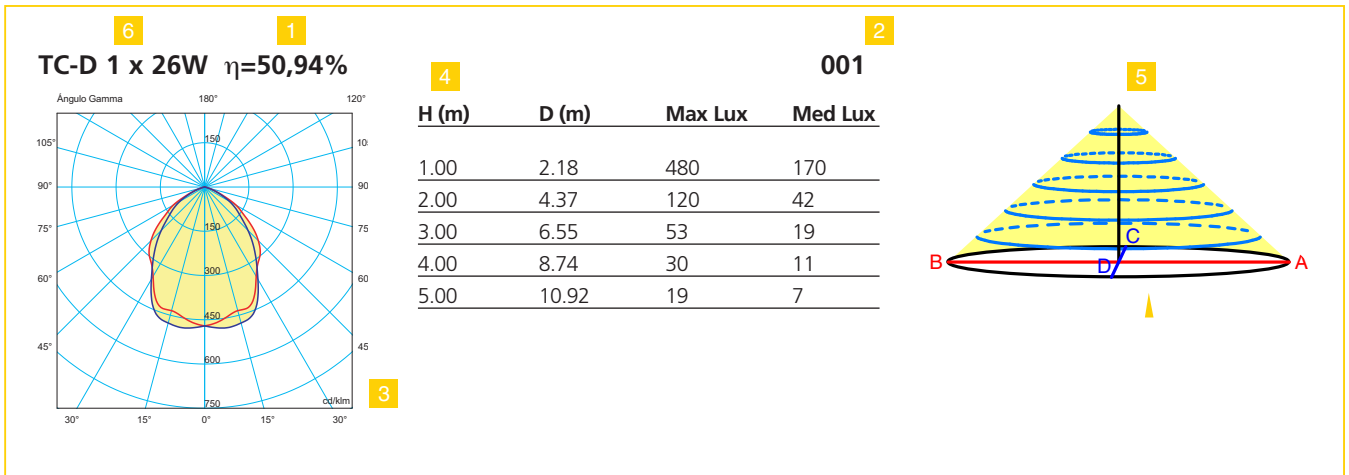 6 1 2
TC-D 1 x 26W η=50,94% 001
4 5
Ângulo Gamma 180° 120°
H (m) D (m) Max Lux Med Lux
105° 150 10
90° 90
75° 150 75
60° 300 60
450
45° 600 45
750 cd/klm
30° 15° 0° 15° 30°
3
1.00 2.18 480 170
2.00 4.37 120 42
3.00 6.55 53 19
4.00 8.74 30 11
5.00 10.92 19 7
C
B D A